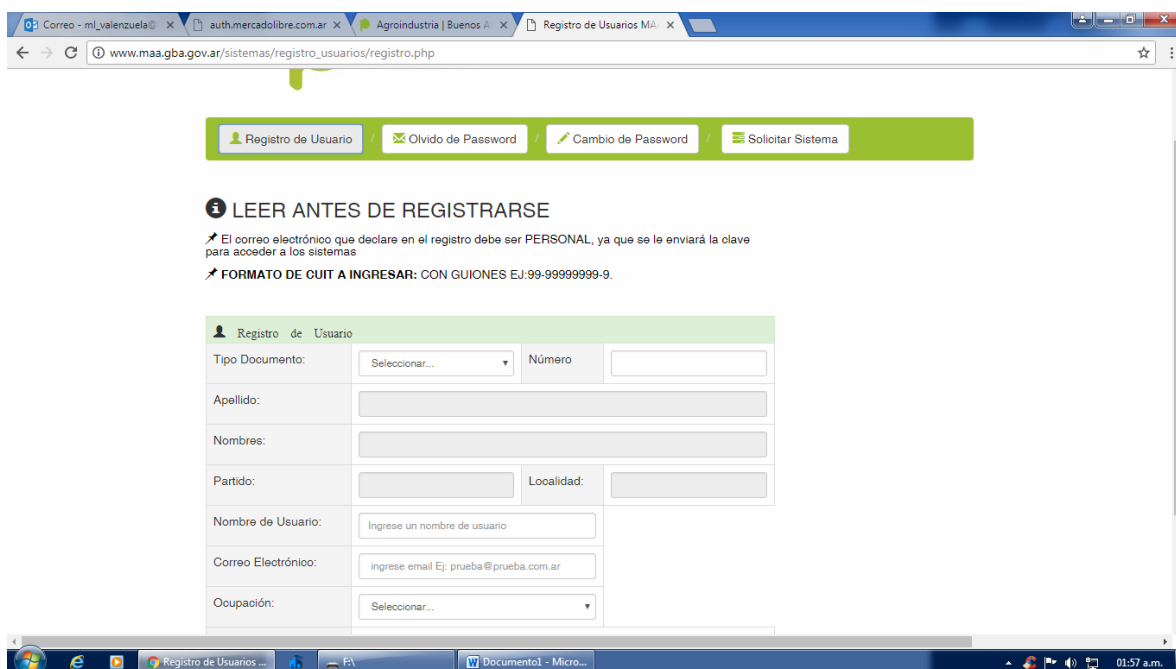 Correo - ml_valenzuela@
auth.mercadolibre.com.ar
Agroindustria | Buenos A
Registro de Usuarios MA
www.maa.gba.gov.ar/sistemas/registro_usuarios/registro.php
Registro de Usuario / Olvido de Password / Cambio de Password / Solicitar Sistema
LEER ANTES DE REGISTRARSE
El correo electrónico que declare en el registro debe ser PERSONAL, ya que se le enviará la clave
para acceder a los sistemas
FORMATO DE CUIT A INGRESAR: CON GUIONES EJ:99-99999999-9.
Registro de Usuario
Tipo Documento: Seleccionar... Número
Apellido:
Nombres:
Partido: Localidad:
Nombre de Usuario: Ingrese un nombre de usuario
Correo Electrónico: ingrese email Ej: prueba@prueba.com.ar
Ocupación: Seleccionar...
Registro de Usuarios ... F:\ Documento1 - Micro... 01:57 a.m.